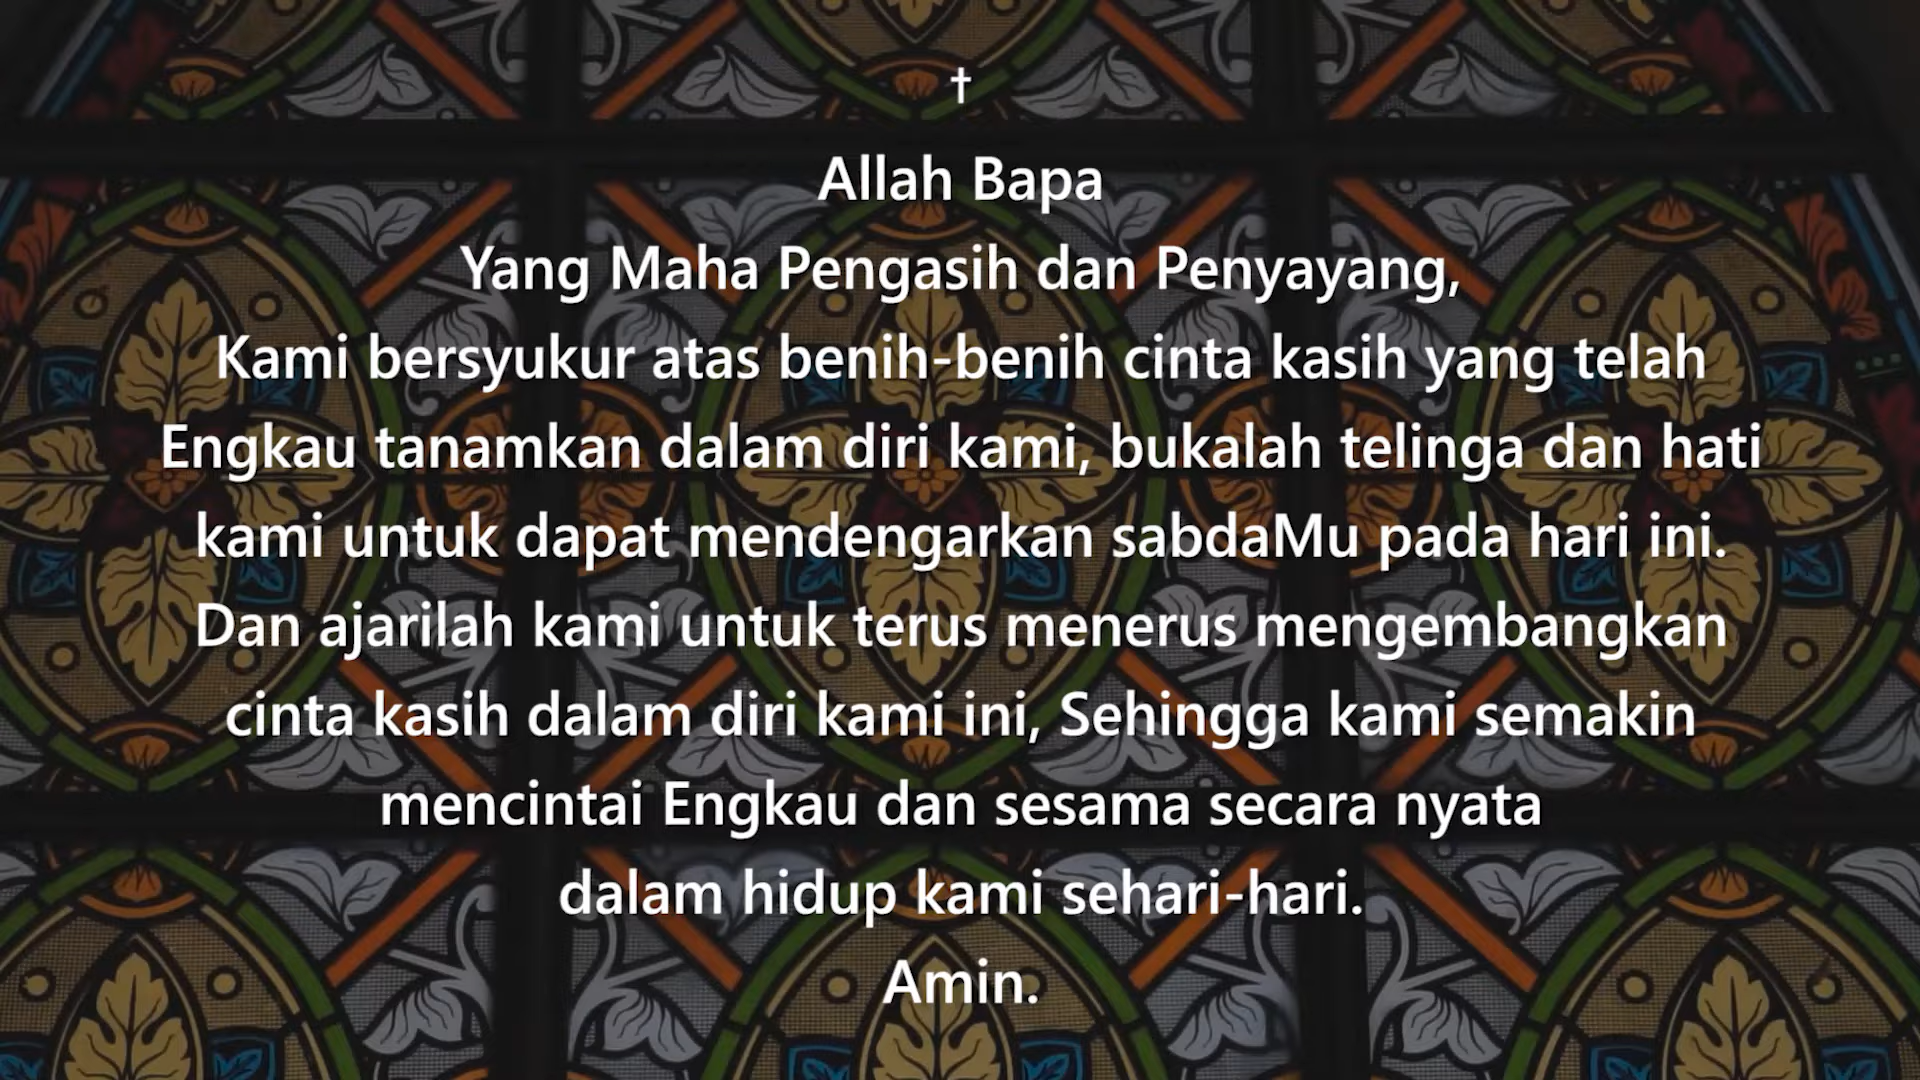 †
Allah Bapa
Yang Maha Pengasih dan Penyayang,
Kami bersyukur atas benih-benih cinta kasih yang telah
Engkau tanamkan dalam diri kami, bukalah telinga dan hati
kami untuk dapat mendengarkan sabdaMu pada hari ini.
Dan ajarilah kami untuk terus menerus mengembangkan
cinta kasih dalam diri kami ini, Sehingga kami semakin
mencintai Engkau dan sesama secara nyata
dalam hidup kami sehari-hari.
Amin.